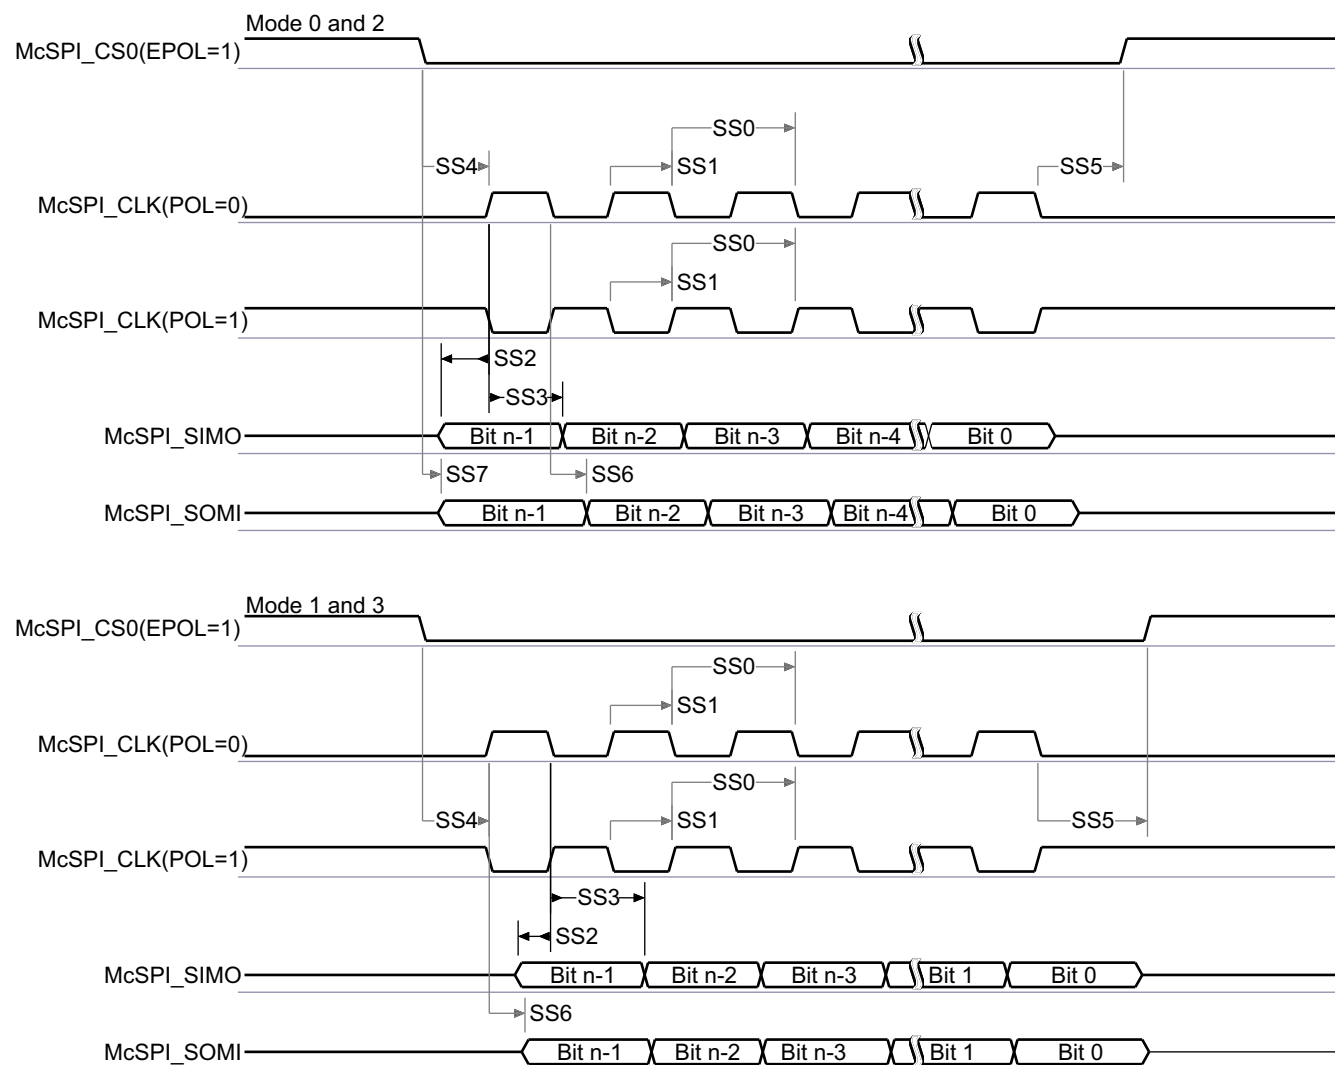 Mode 0 and 2
McSPI_CS0(EPOL=1)
SS0
SS4
SS1
SS5
McSPI_CLK(POL=0)
SS0
SS1
McSPI_CLK(POL=1)
SS2
SS3
McSPI_SIMO Bit n-1 Bit n-2 Bit n-3 Bit n-4 Bit 0
SS7 SS6
McSPI_SOMI Bit n-1 Bit n-2 Bit n-3 Bit n-4 Bit 0
Mode 1 and 3
McSPI_CS0(EPOL=1)
SS0
SS1
McSPI_CLK(POL=0)
SS0
SS4
SS1
SS5
McSPI_CLK(POL=1)
SS3
SS2
McSPI_SIMO Bit n-1 Bit n-2 Bit n-3 Bit 1 Bit 0
SS6
McSPI_SOMI Bit n-1 Bit n-2 Bit n-3 Bit 1 Bit 0